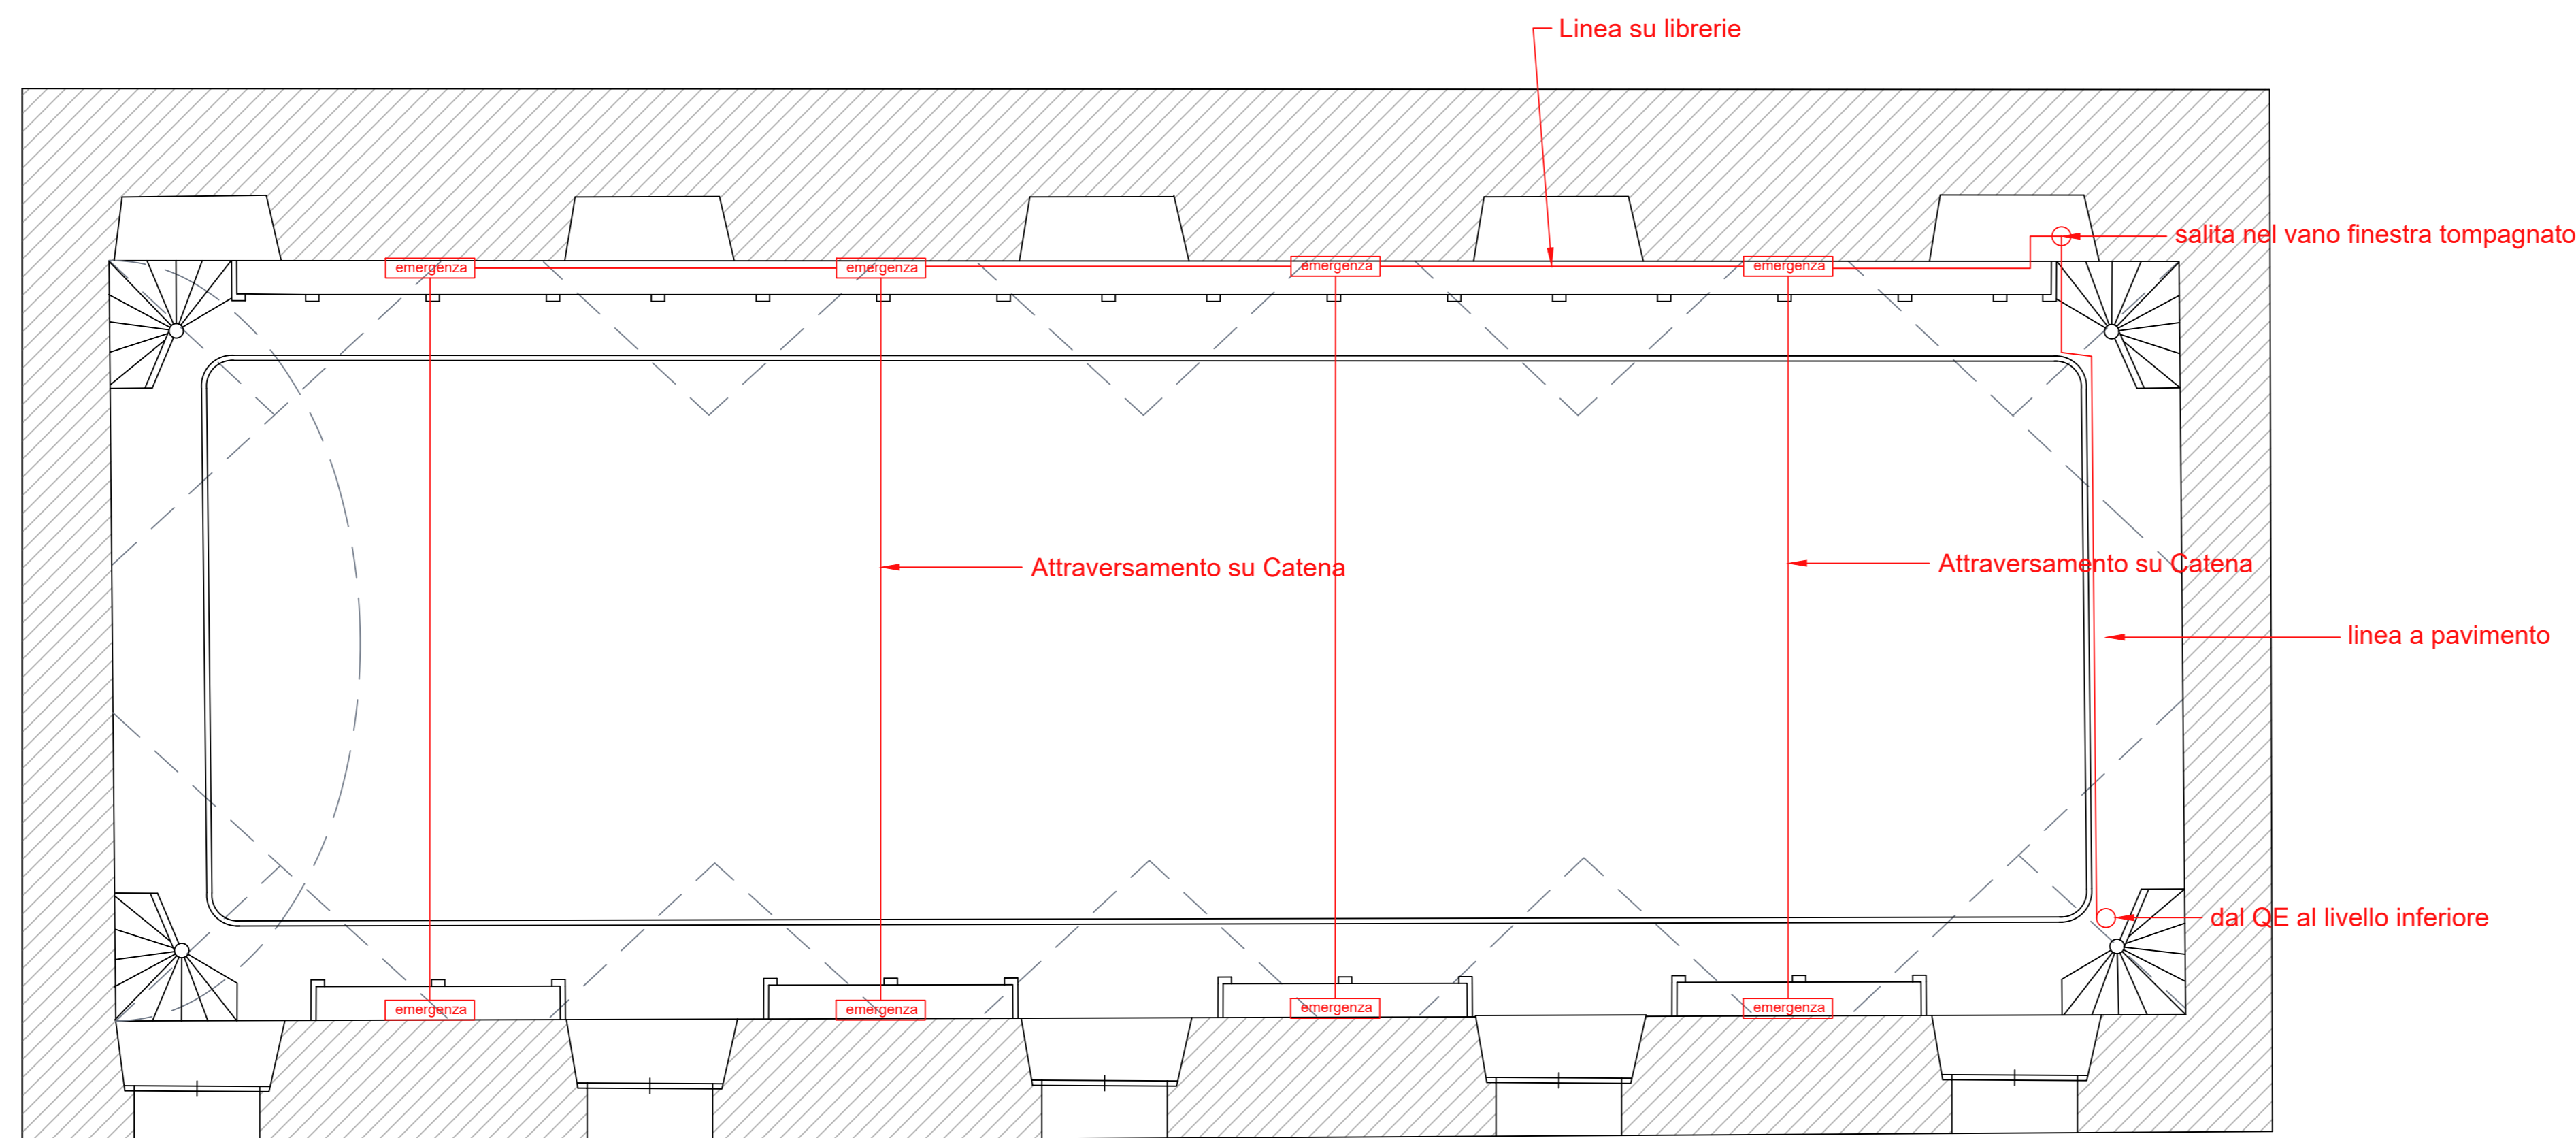 Linea su librerie
salita nel vano finestra tompagnato
emergenza
emergenza
emergenza
emergenza
Attraversamento su Catena
Attraversamento su Catena
linea a pavimento
dal QE al livello inferiore
emergenza
emergenza
emergenza
emergenza